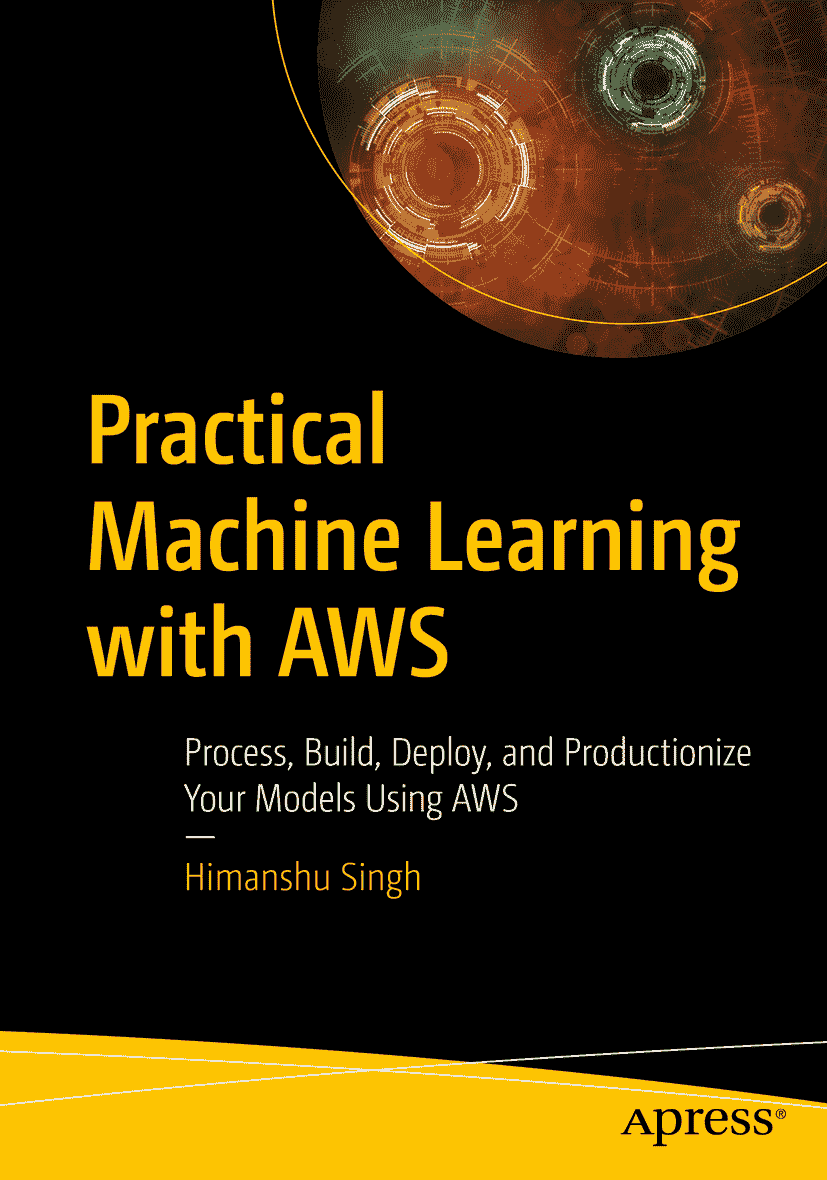 Practical
Machine Learning
with AWS
Process, Build, Deploy, and Productionize
Your Models Using AWS
—
Himanshu Singh
Apress®